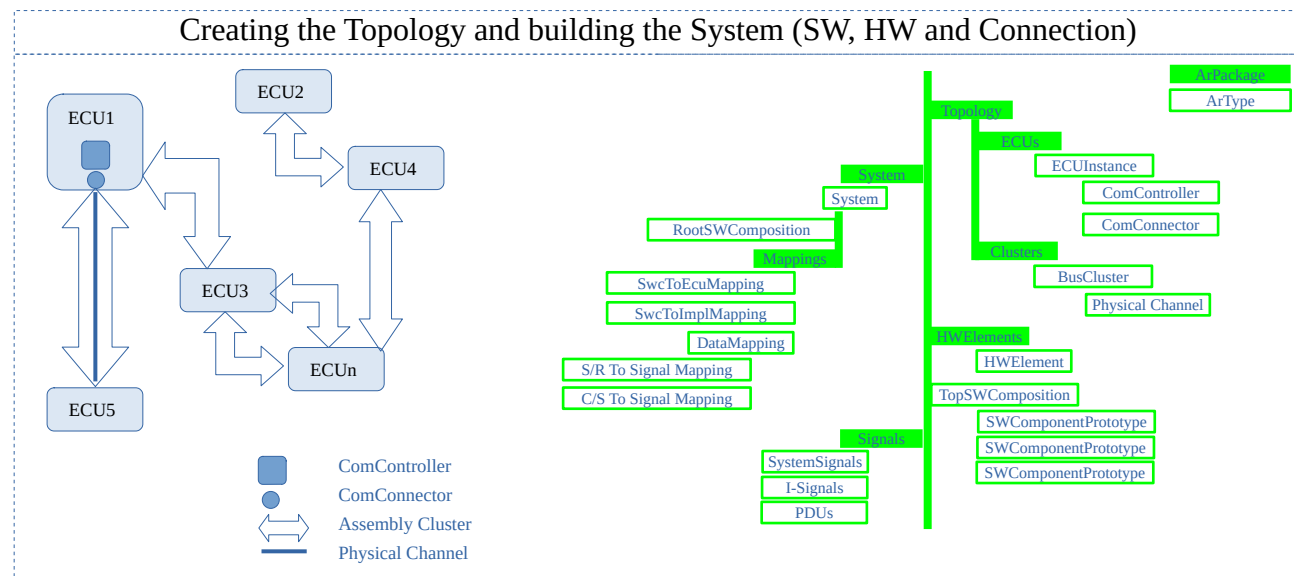 Creating the Topology and building the System (SW, HW and Connection)
ECU1
ECU2
ECU4
ECU3
ECUn
ECU5
ComController
ComConnector
Assembly Cluster
Physical Channel
ArPackage
ArType
Topology
ECUs
ECUInstance
ComController
ComConnector
Clusters
BusCluster
Physical Channel
System
System
RootSWComposition
Mappings
SwcToEcuMapping
SwcToImplMapping
DataMapping
S/R To Signal Mapping
C/S To Signal Mapping
HWElements
HWElement
TopSWComposition
SWComponentPrototype
SWComponentPrototype
SWComponentPrototype
Signals
SystemSignals
I-Signals
PDUs